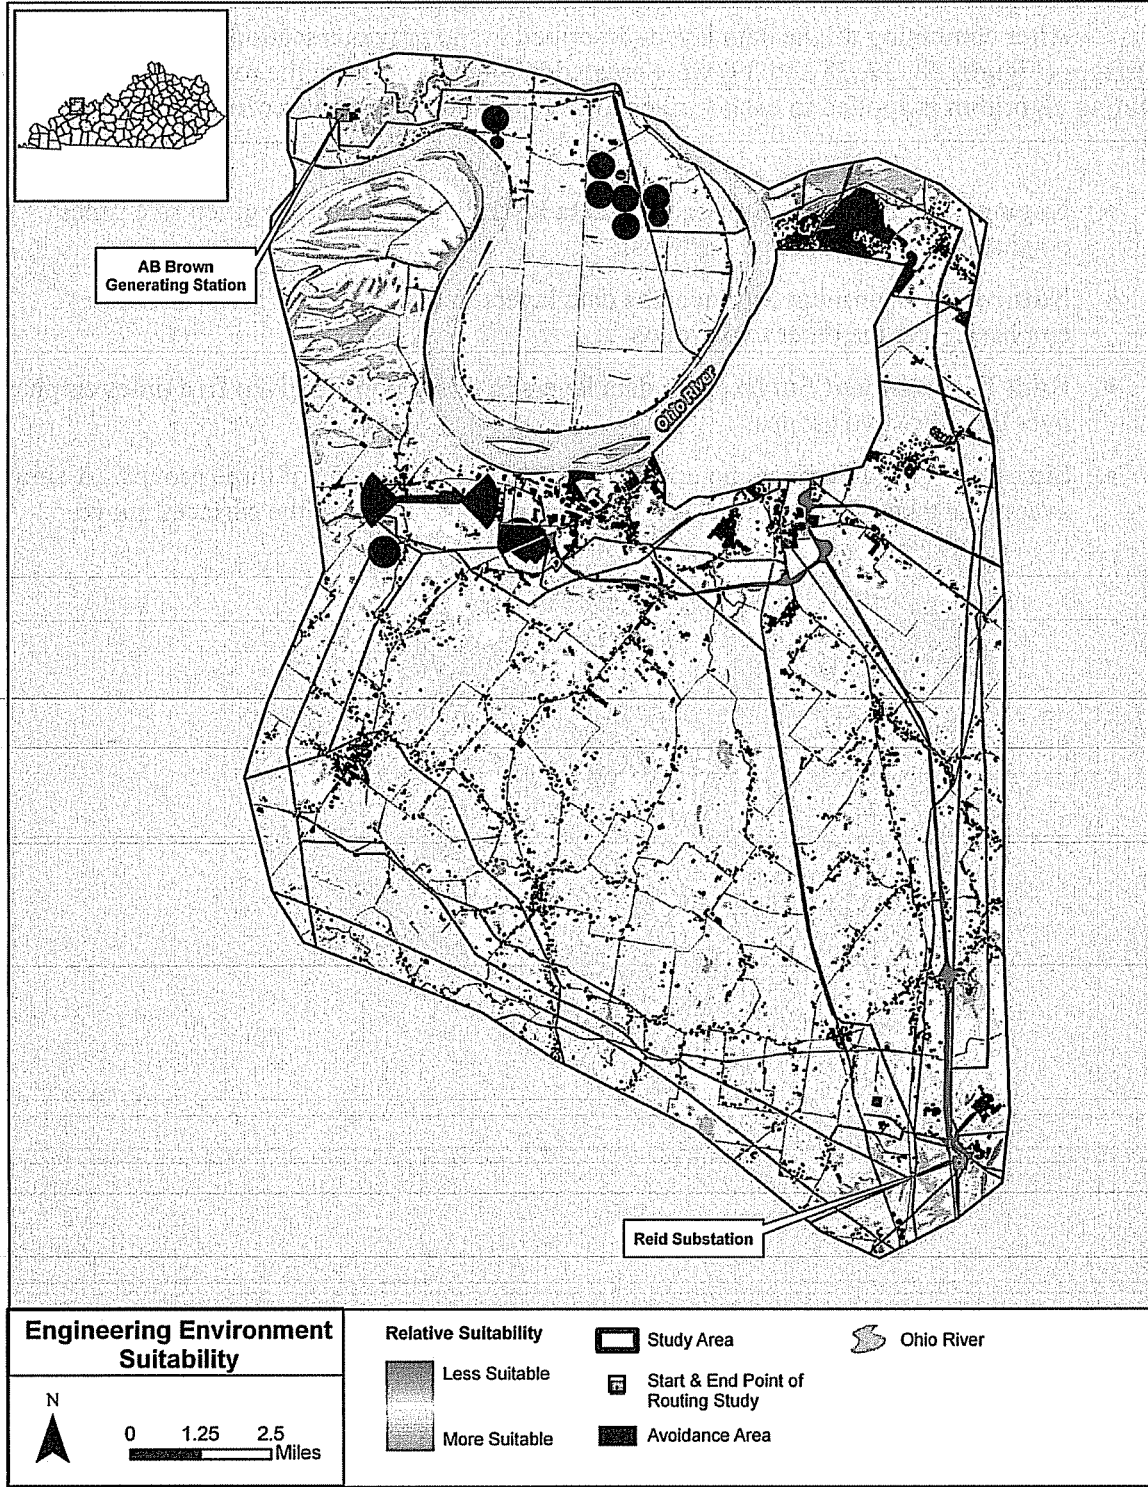 AB Brown
Generating Station
Ohio River
Reid Substation
Engineering Environment
Suitability
N
0 1.25 2.5
Miles
Relative Suitability
Less Suitable
More Suitable
Study Area
Start & End Point of
Routing Study
Avoidance Area
Ohio River